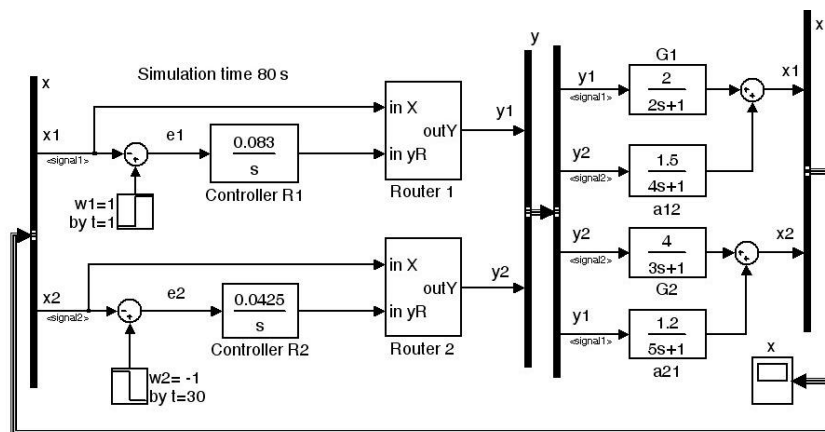 x
Simulation time 80 s
x1
<signal1>
e1
0.083
s
Controller R1
w1=1
by t=1
in X
outY
in yR
Router 1
y1
x2
<signal2>
e2
0.0425
s
Controller R2
w2= -1
by t=30
in X
outY
in yR
Router 2
y2
y
y1
<signal1>
G1
2
2s+1
x1
y2
<signal2>
1.5
4s+1
a12
y2
<signal2>
4
3s+1
G2
x2
y1
<signal1>
1.2
5s+1
a21
x
x